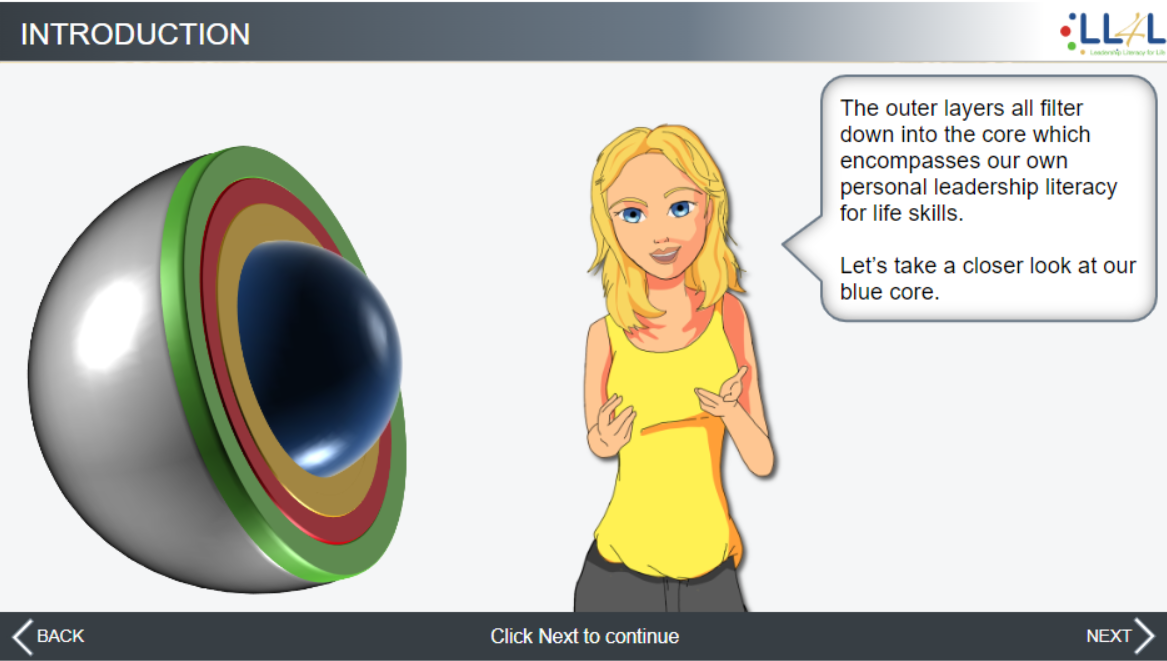 INTRODUCTION
LL4L
Leadership Literacy for Life
The outer layers all filter
down into the core which
encompasses our own
personal leadership literacy
for life skills.
Let's take a closer look at our
blue core.
BACK
Click Next to continue
NEXT